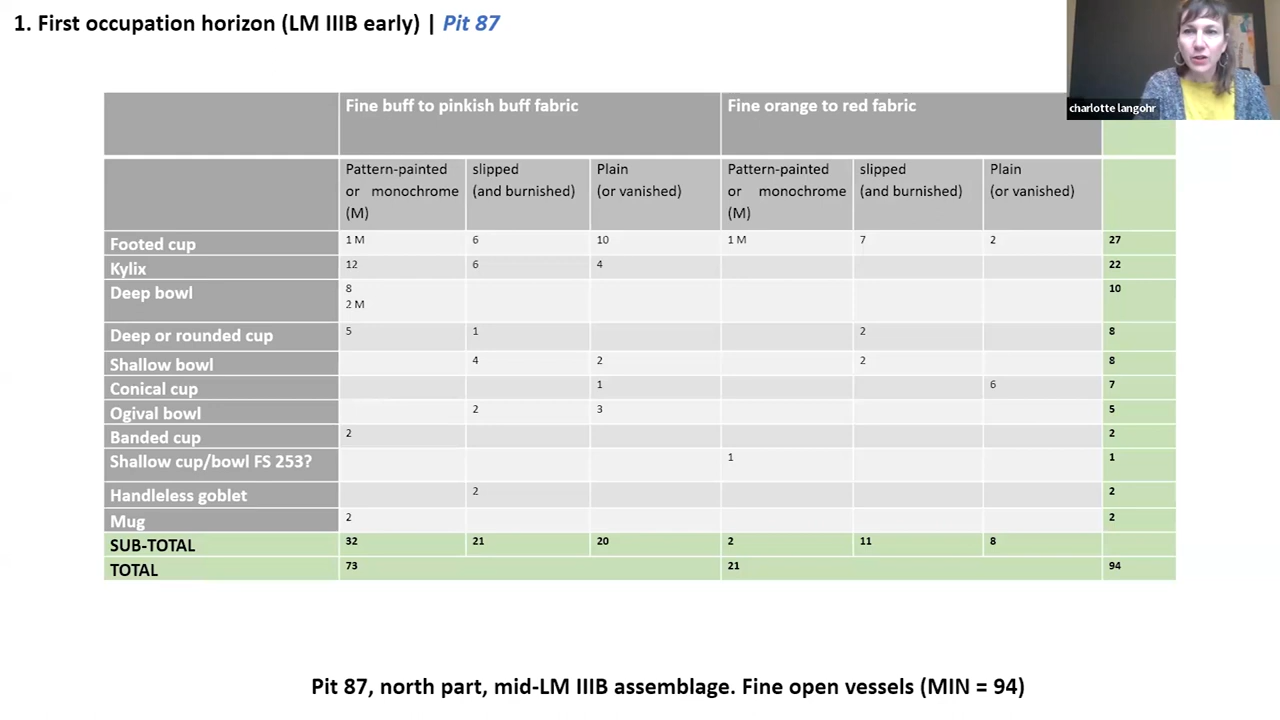 1. First occupation horizon (LM IIIB early) | Pit 87
charlotte langohr
Fine buff to pinkish buff fabric Fine orange to red fabric
Pattern-painted slipped Plain Pattern-painted slipped Plain
or monochrome (and burnished) (or vanished) or monochrome (and burnished) (or vanished)
(M) (M)
Footed cup 1 M 6 10 1 M 7 2 27
Kylix 12 6 4 22
Deep bowl 8 10
2 M
Deep or rounded cup 5 1 2 8
Shallow bowl 4 2 2 8
Conical cup 1 6 7
Ogival bowl 2 3 5
Banded cup 2 2
Shallow cup/bowl FS 253? 1 1
Handleless goblet 2 2
Mug 2 2
SUB-TOTAL 32 21 20 2 11 8
TOTAL 73 21 94
Pit 87, north part, mid-LM IIIB assemblage. Fine open vessels (MIN = 94)